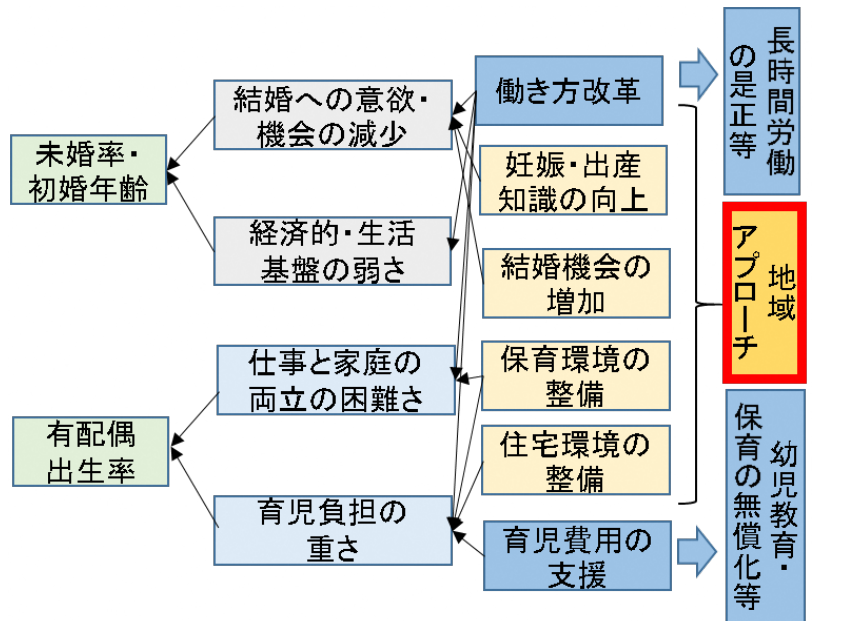 未婚率・
初婚年齢
有配偶
出生率
結婚への意欲・
機会の減少
経済的・生活
基盤の弱さ
仕事と家庭の
両立の困難さ
育児負担の
重さ
働き方改革
妊娠・出産
知識の向上
結婚機会の
増加
保育環境の
整備
住宅環境の
整備
育児費用の
支援
長時間労働
の是正等
地域
アプローチ
幼児教育・
保育の無償化等